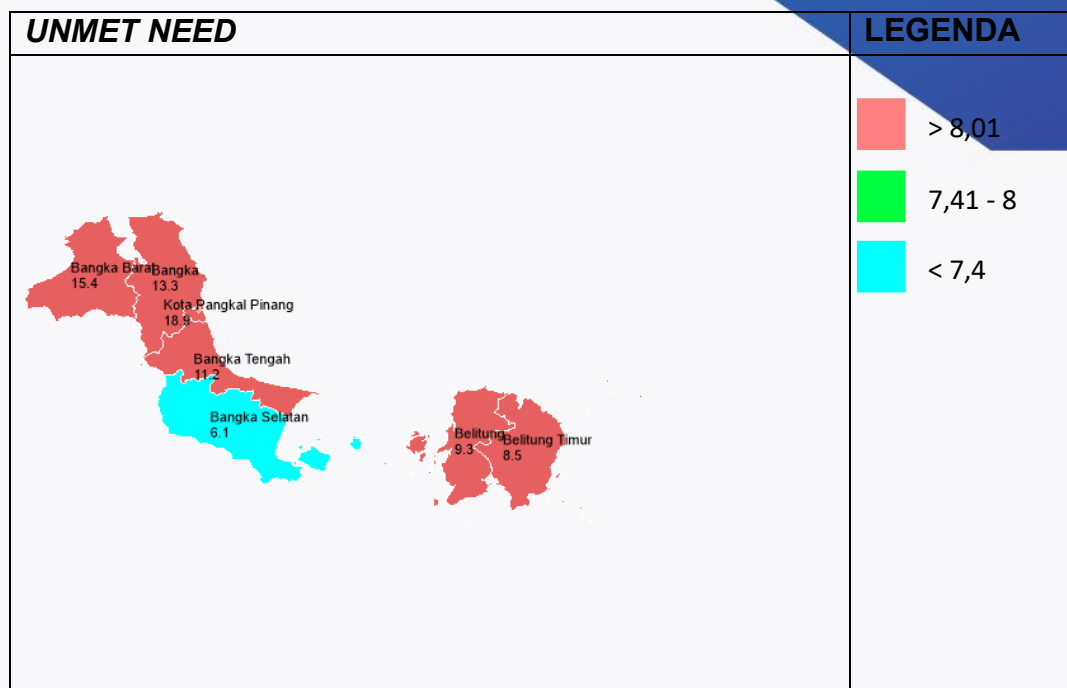 UNMET NEED
LEGENDA
> 8,01
7,41 - 8
< 7,4
Bangka Barat
15.4
Bangka
13.3
Kota Pangkal Pinang
18.9
Bangka Tengah
11.2
Bangka Selatan
6.1
Belitung
9.3
Belitung Timur
8.5